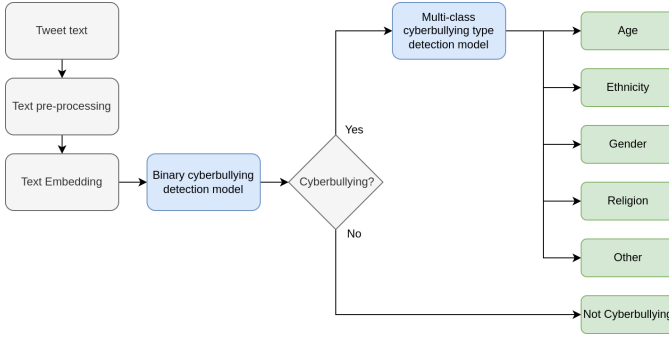 Tweet text
Text pre-processing
Text Embedding
Binary cyberbullying
detection model
Cyberbullying?
Yes
No
Multi-class
cyberbullying type
detection model
Age
Ethnicity
Gender
Religion
Other
Not Cyberbullying